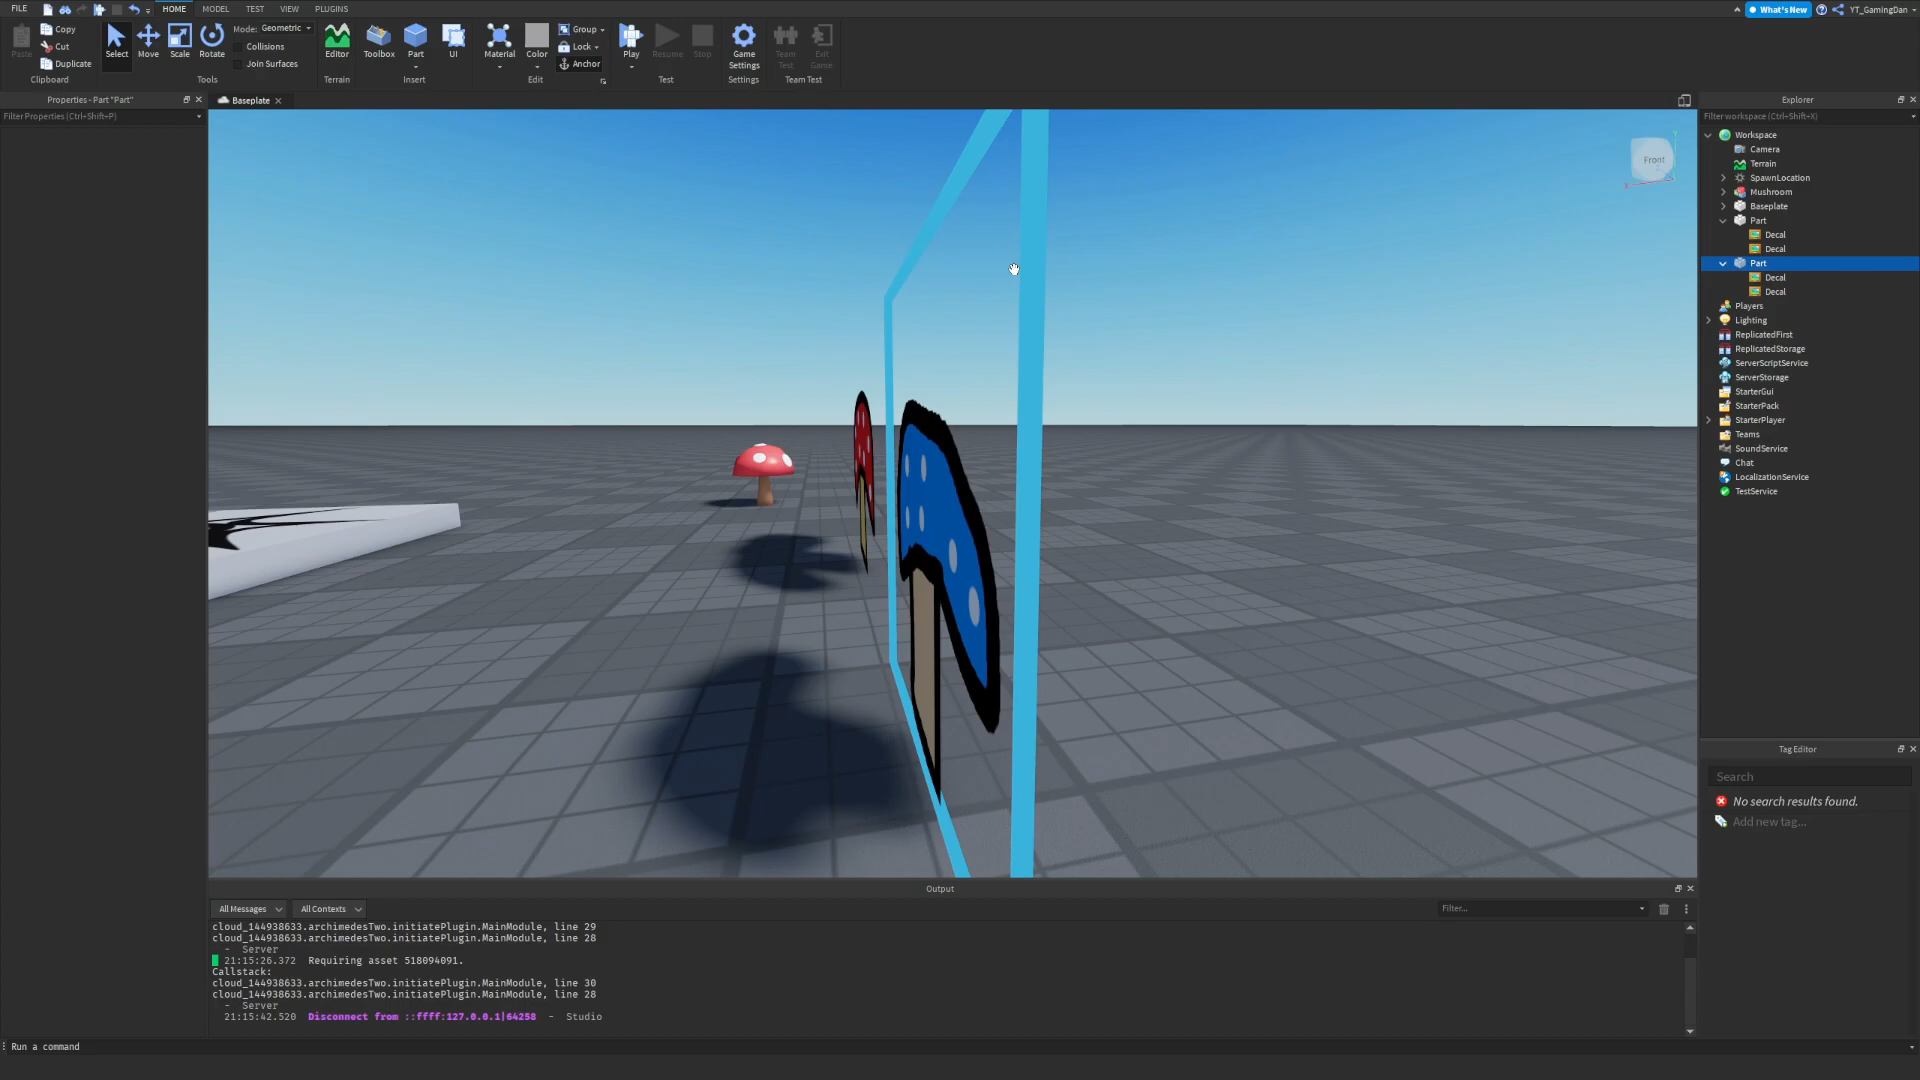 FILE
HOME
MODEL
TEST
VIEW
PLUGINS
What's New
YT_GamingDan
Paste
Copy
Cut
Duplicate
Clipboard
Select
Move
Scale
Rotate
Mode: Geometric
Collisions
Join Surfaces
Tools
Editor
Terrain
Toolbox
Part
UI
Insert
Material
Color
Group
Lock
Anchor
Edit
Play
Resume
Stop
Test
Game
Settings
Settings
Team
Test
Exit
Game
Team Test
Properties - Part "Part"
Filter Properties (Ctrl+Shift+P)
Baseplate
Front
Explorer
Filter workspace (Ctrl+Shift+X)
Workspace
Camera
Terrain
SpawnLocation
Mushroom
Baseplate
Part
Decal
Decal
Part
Decal
Decal
Players
Lighting
ReplicatedFirst
ReplicatedStorage
ServerScriptService
ServerStorage
StarterGui
StarterPack
StarterPlayer
Teams
SoundService
Chat
LocalizationService
TestService
Tag Editor
Search
No search results found.
Add new tag...
Output
All Messages
All Contexts
Filter...
cloud_144938633.archimedesTwo.initiatePlugin.MainModule, line 29
cloud_144938633.archimedesTwo.initiatePlugin.MainModule, line 28
- Server
21:15:26.372 Requiring asset 518094091.
Callstack:
cloud_144938633.archimedesTwo.initiatePlugin.MainModule, line 30
cloud_144938633.archimedesTwo.initiatePlugin.MainModule, line 28
- Server
21:15:42.520 Disconnect from ::ffff:127.0.0.1|64258 - Studio
Run a command